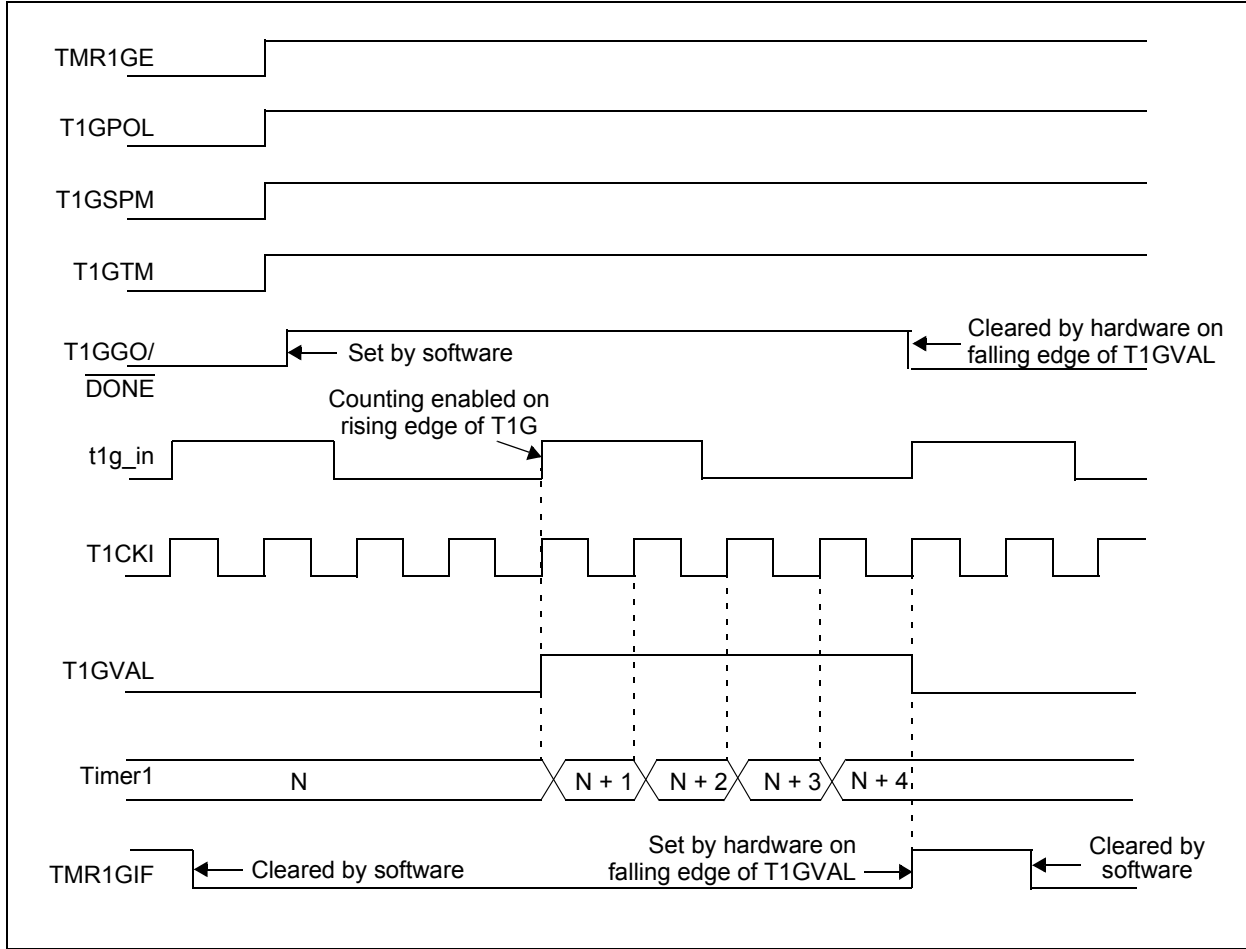 TMR1GE
T1GPOL
T1GSPM
T1GTM
T1GGO/
DONE
Set by software
Cleared by hardware on
falling edge of T1GVAL
Counting enabled on
rising edge of T1G
t1g_in
T1CKI
T1GVAL
Timer1
N
N + 1
N + 2
N + 3
N + 4
TMR1GIF
Cleared by software
Set by hardware on
falling edge of T1GVAL
Cleared by
software